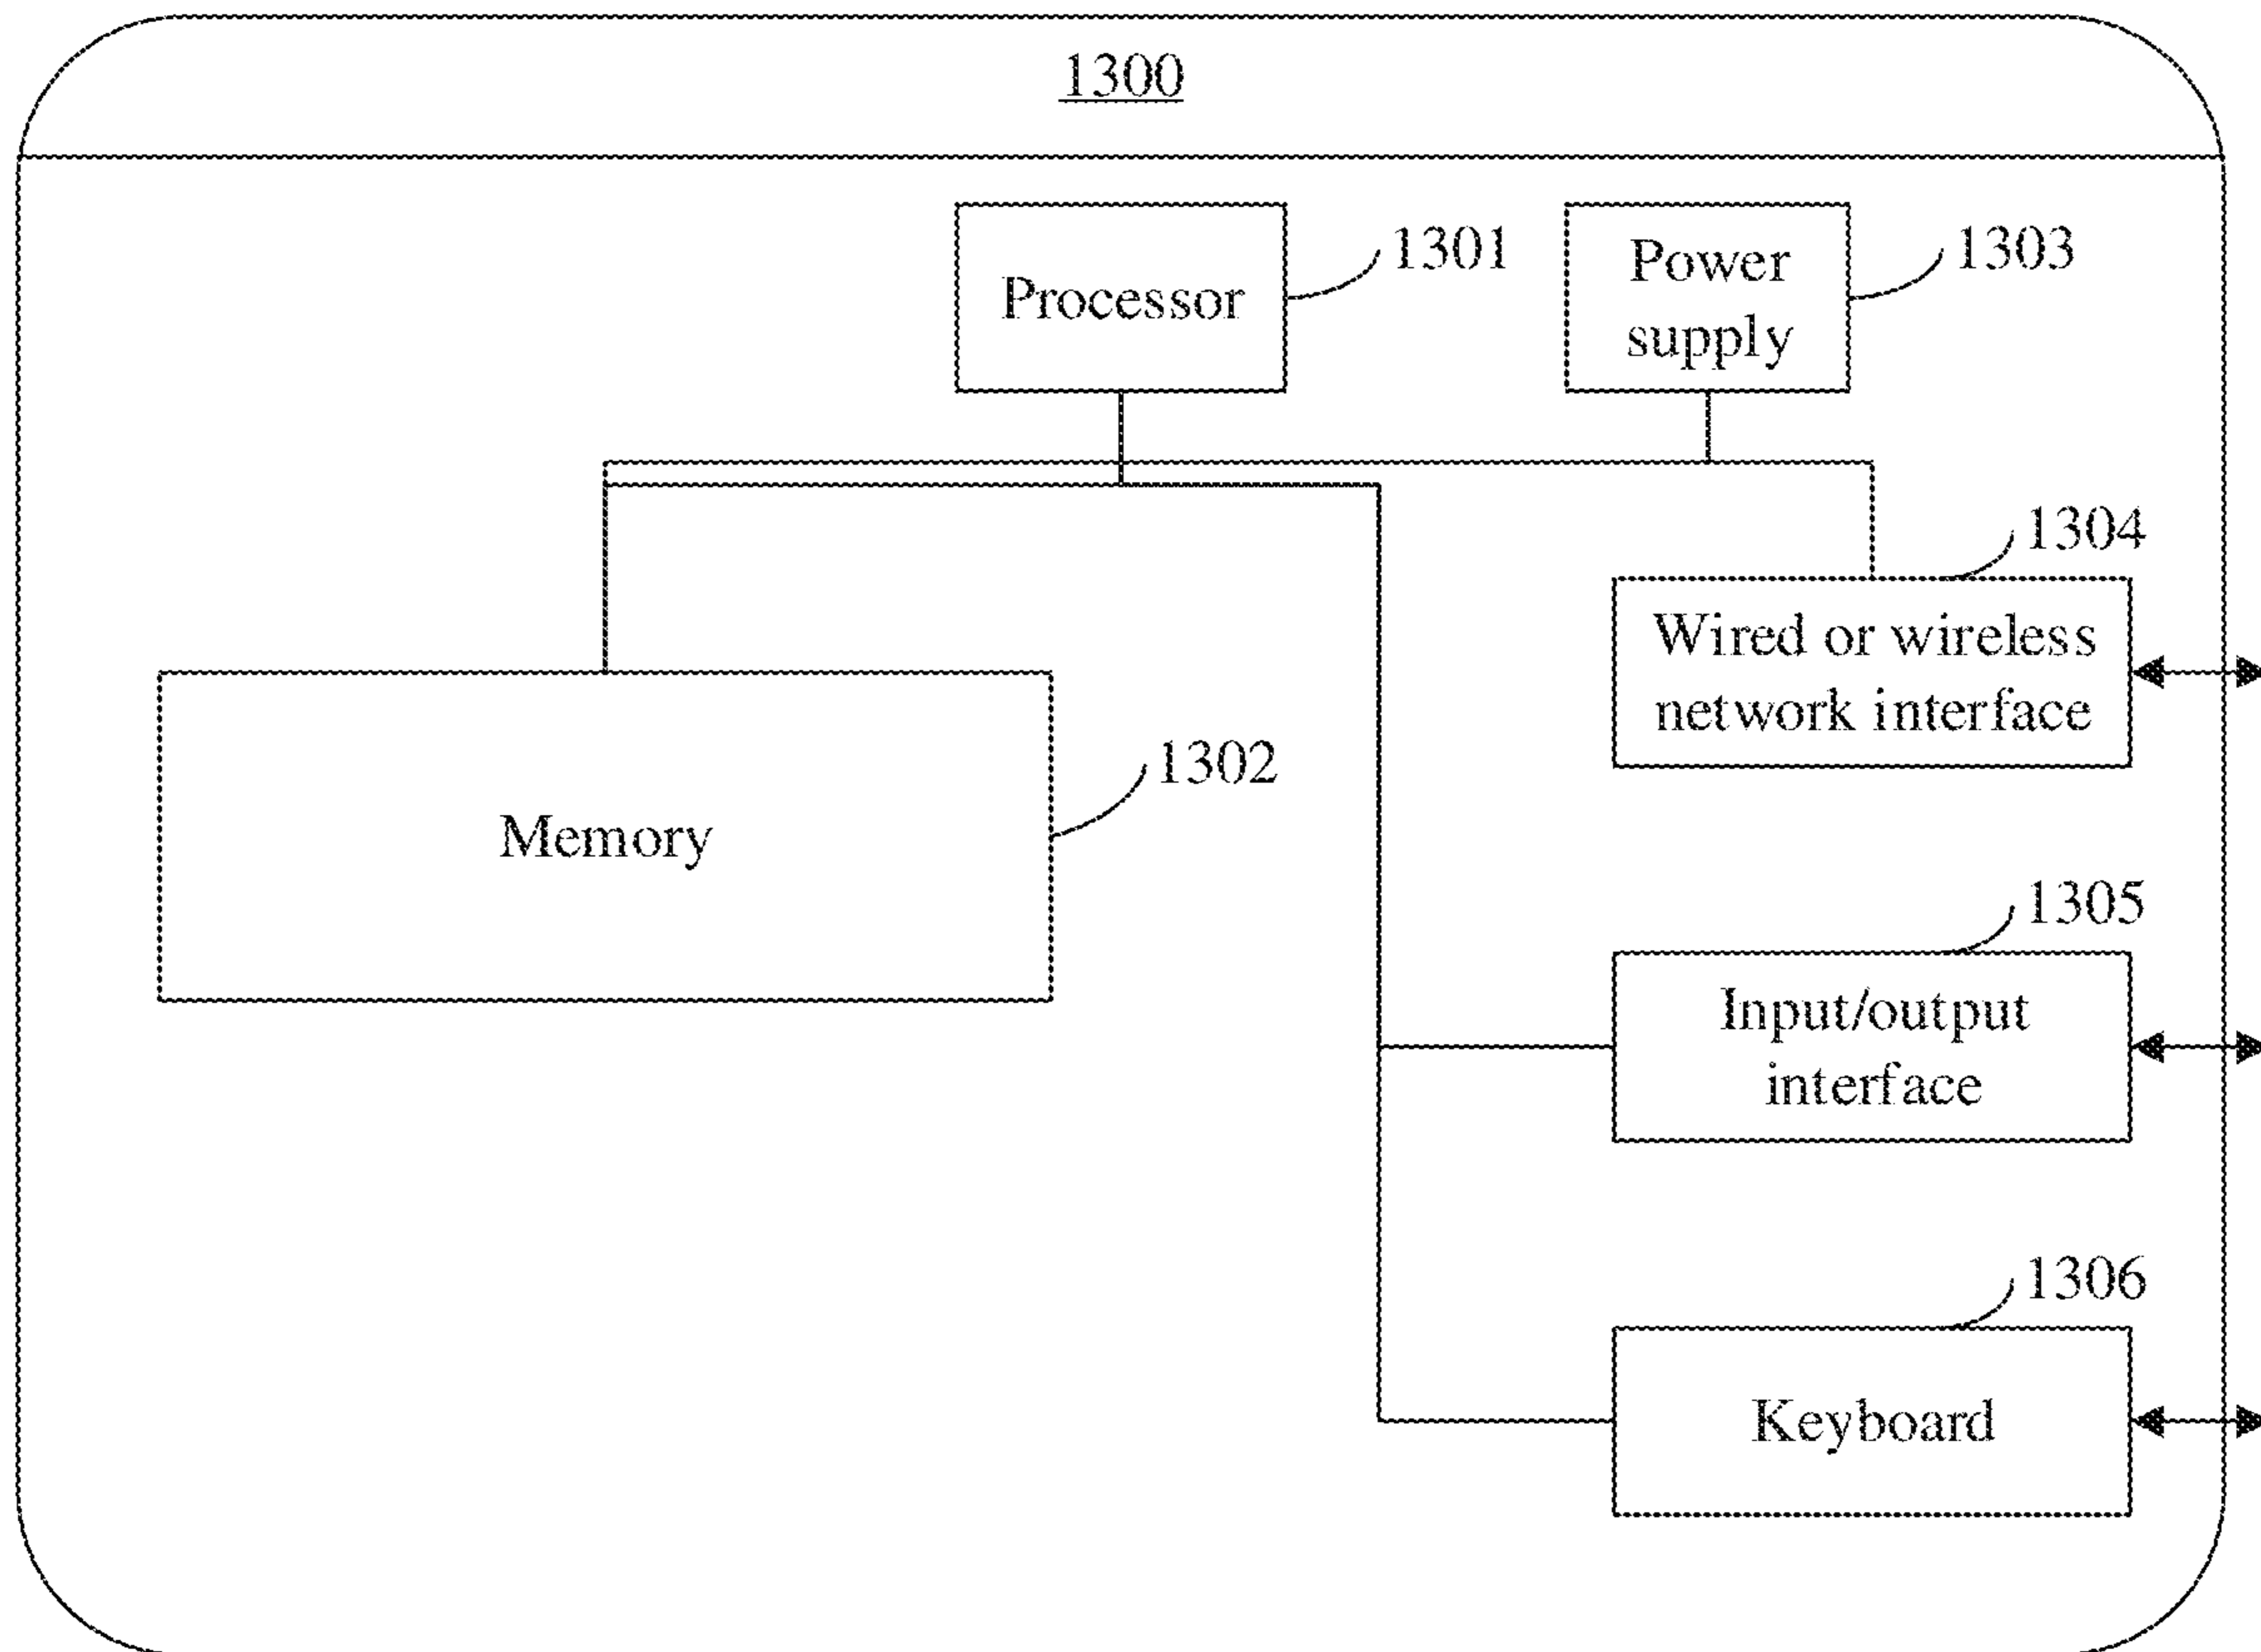 1300
Processor
1301
Power
supply
1303
1304
Wired or wireless
network interface
Memory
1302
1305
Input/output
interface
1306
Keyboard